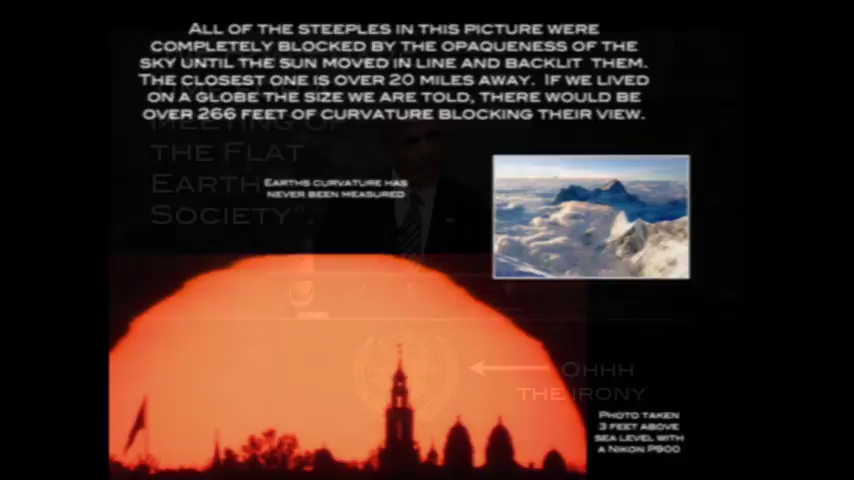 All of the steeples in this picture were
completely blocked by the opaqueness of the
sky until the sun moved in line and backlit them.
The closest one is over 20 miles away. If we lived
on a globe the size we are told, there would be
over 266 feet of curvature blocking their view.
Meeting of
the Flat
Earth
Society".
Earths curvature has
never been measured
Ohhh
the irony
Photo taken
3 feet above
sea level with
a Nikon P900